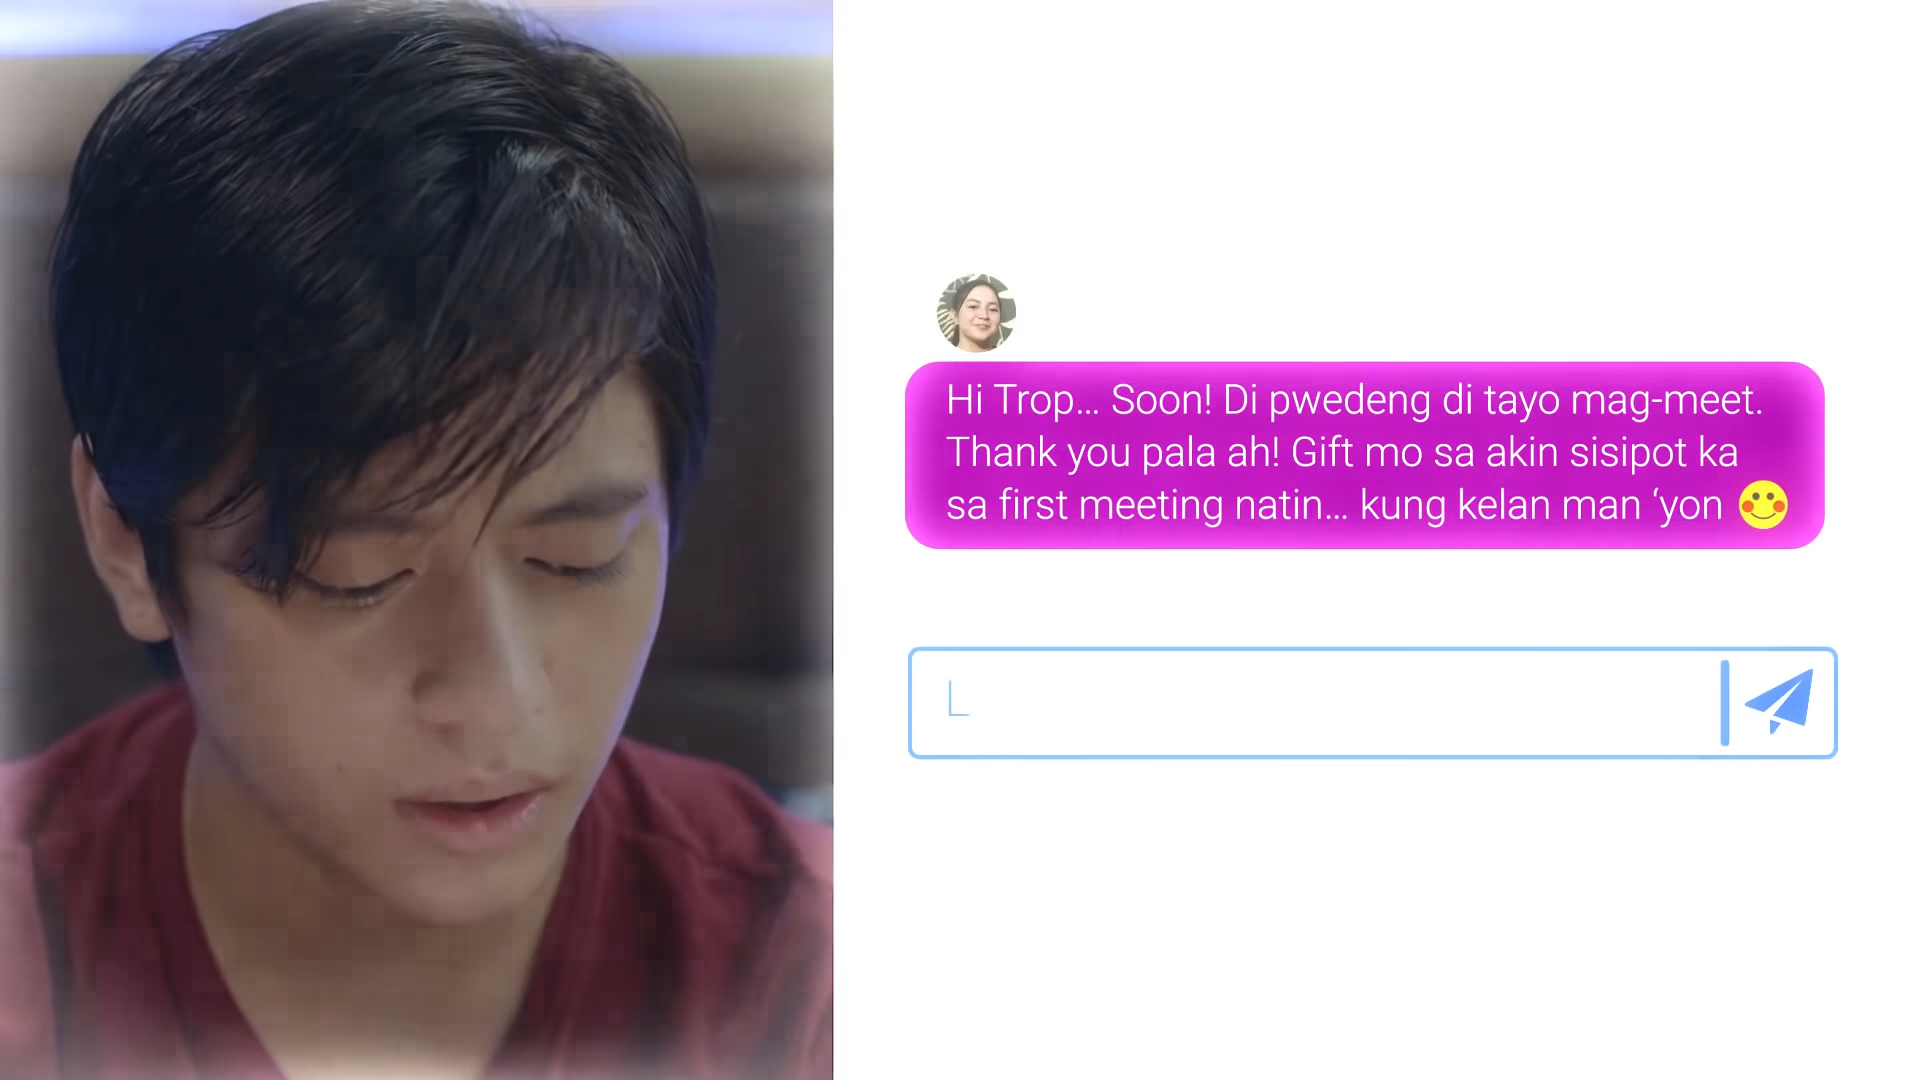 Hi Trop... Soon! Di pwedeng di tayo mag-meet.
Thank you pala ah! Gift mo sa akin sisipot ka
sa first meeting natin... kung kelan man ‘yon
L